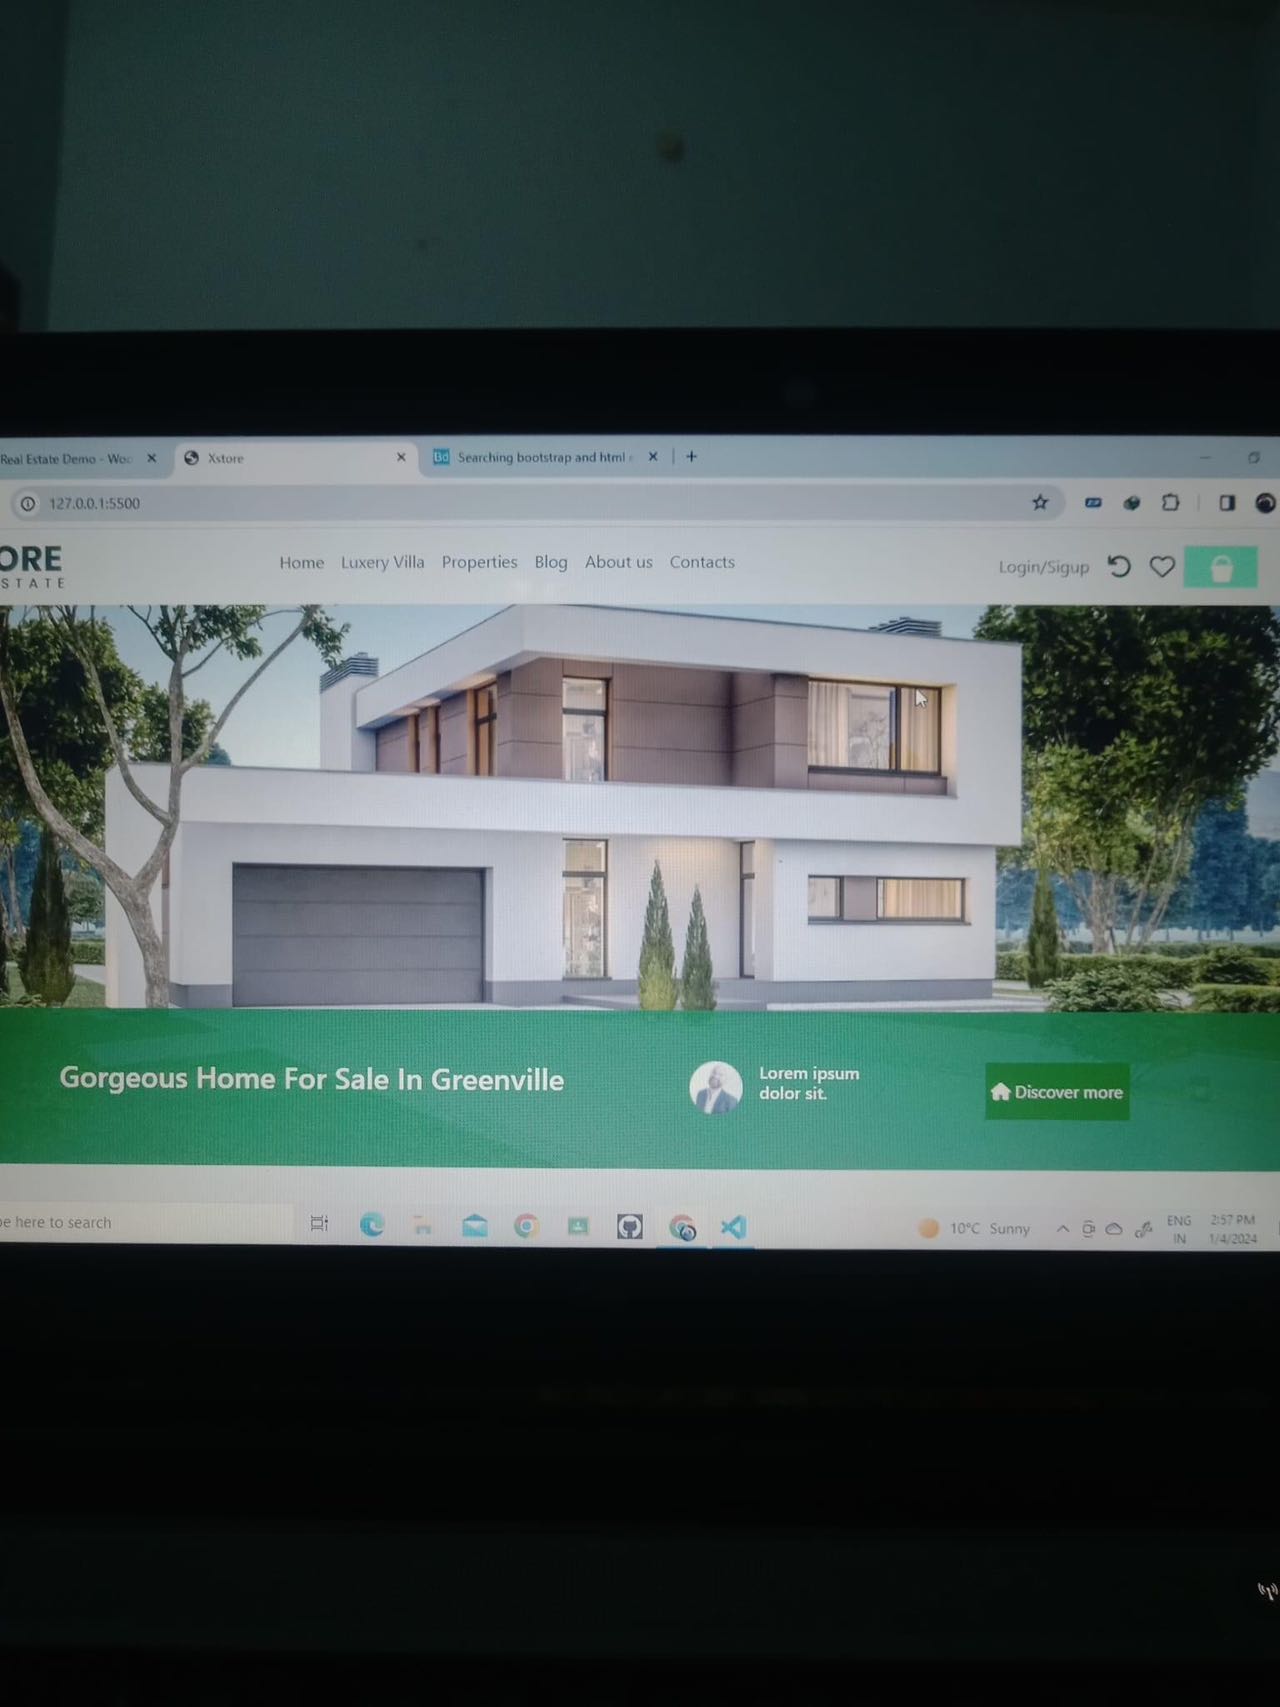 Real Estate Demo - Woo
Xstore
Bd Searching bootstrap and html
127.0.0.1:5500
ORE
STATE
Home Luxery Villa Properties Blog About us Contacts
Login/Sigup
Gorgeous Home For Sale In Greenville
Lorem ipsum
dolor sit.
Discover more
e here to search
10°C Sunny
ENG
IN
2:57 PM
1/4/2024